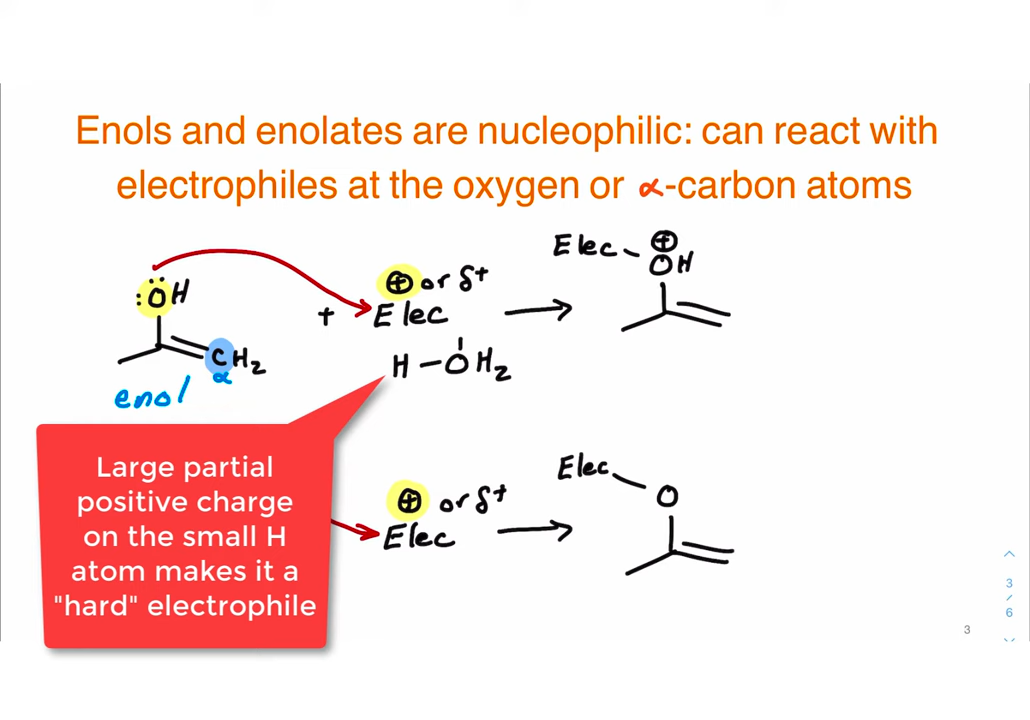 Enols and enolates are nucleophilic: can react with
electrophiles at the oxygen or α-carbon atoms
:ÖH
+
⊕ or δ+
Elec
H-OH2
Elec-⊕OH
CH2
α
enol
Large partial
positive charge
on the small H
atom makes it a
"hard" electrophile
⊕ or δ+
Elec
Elec
O
3
/
6
3